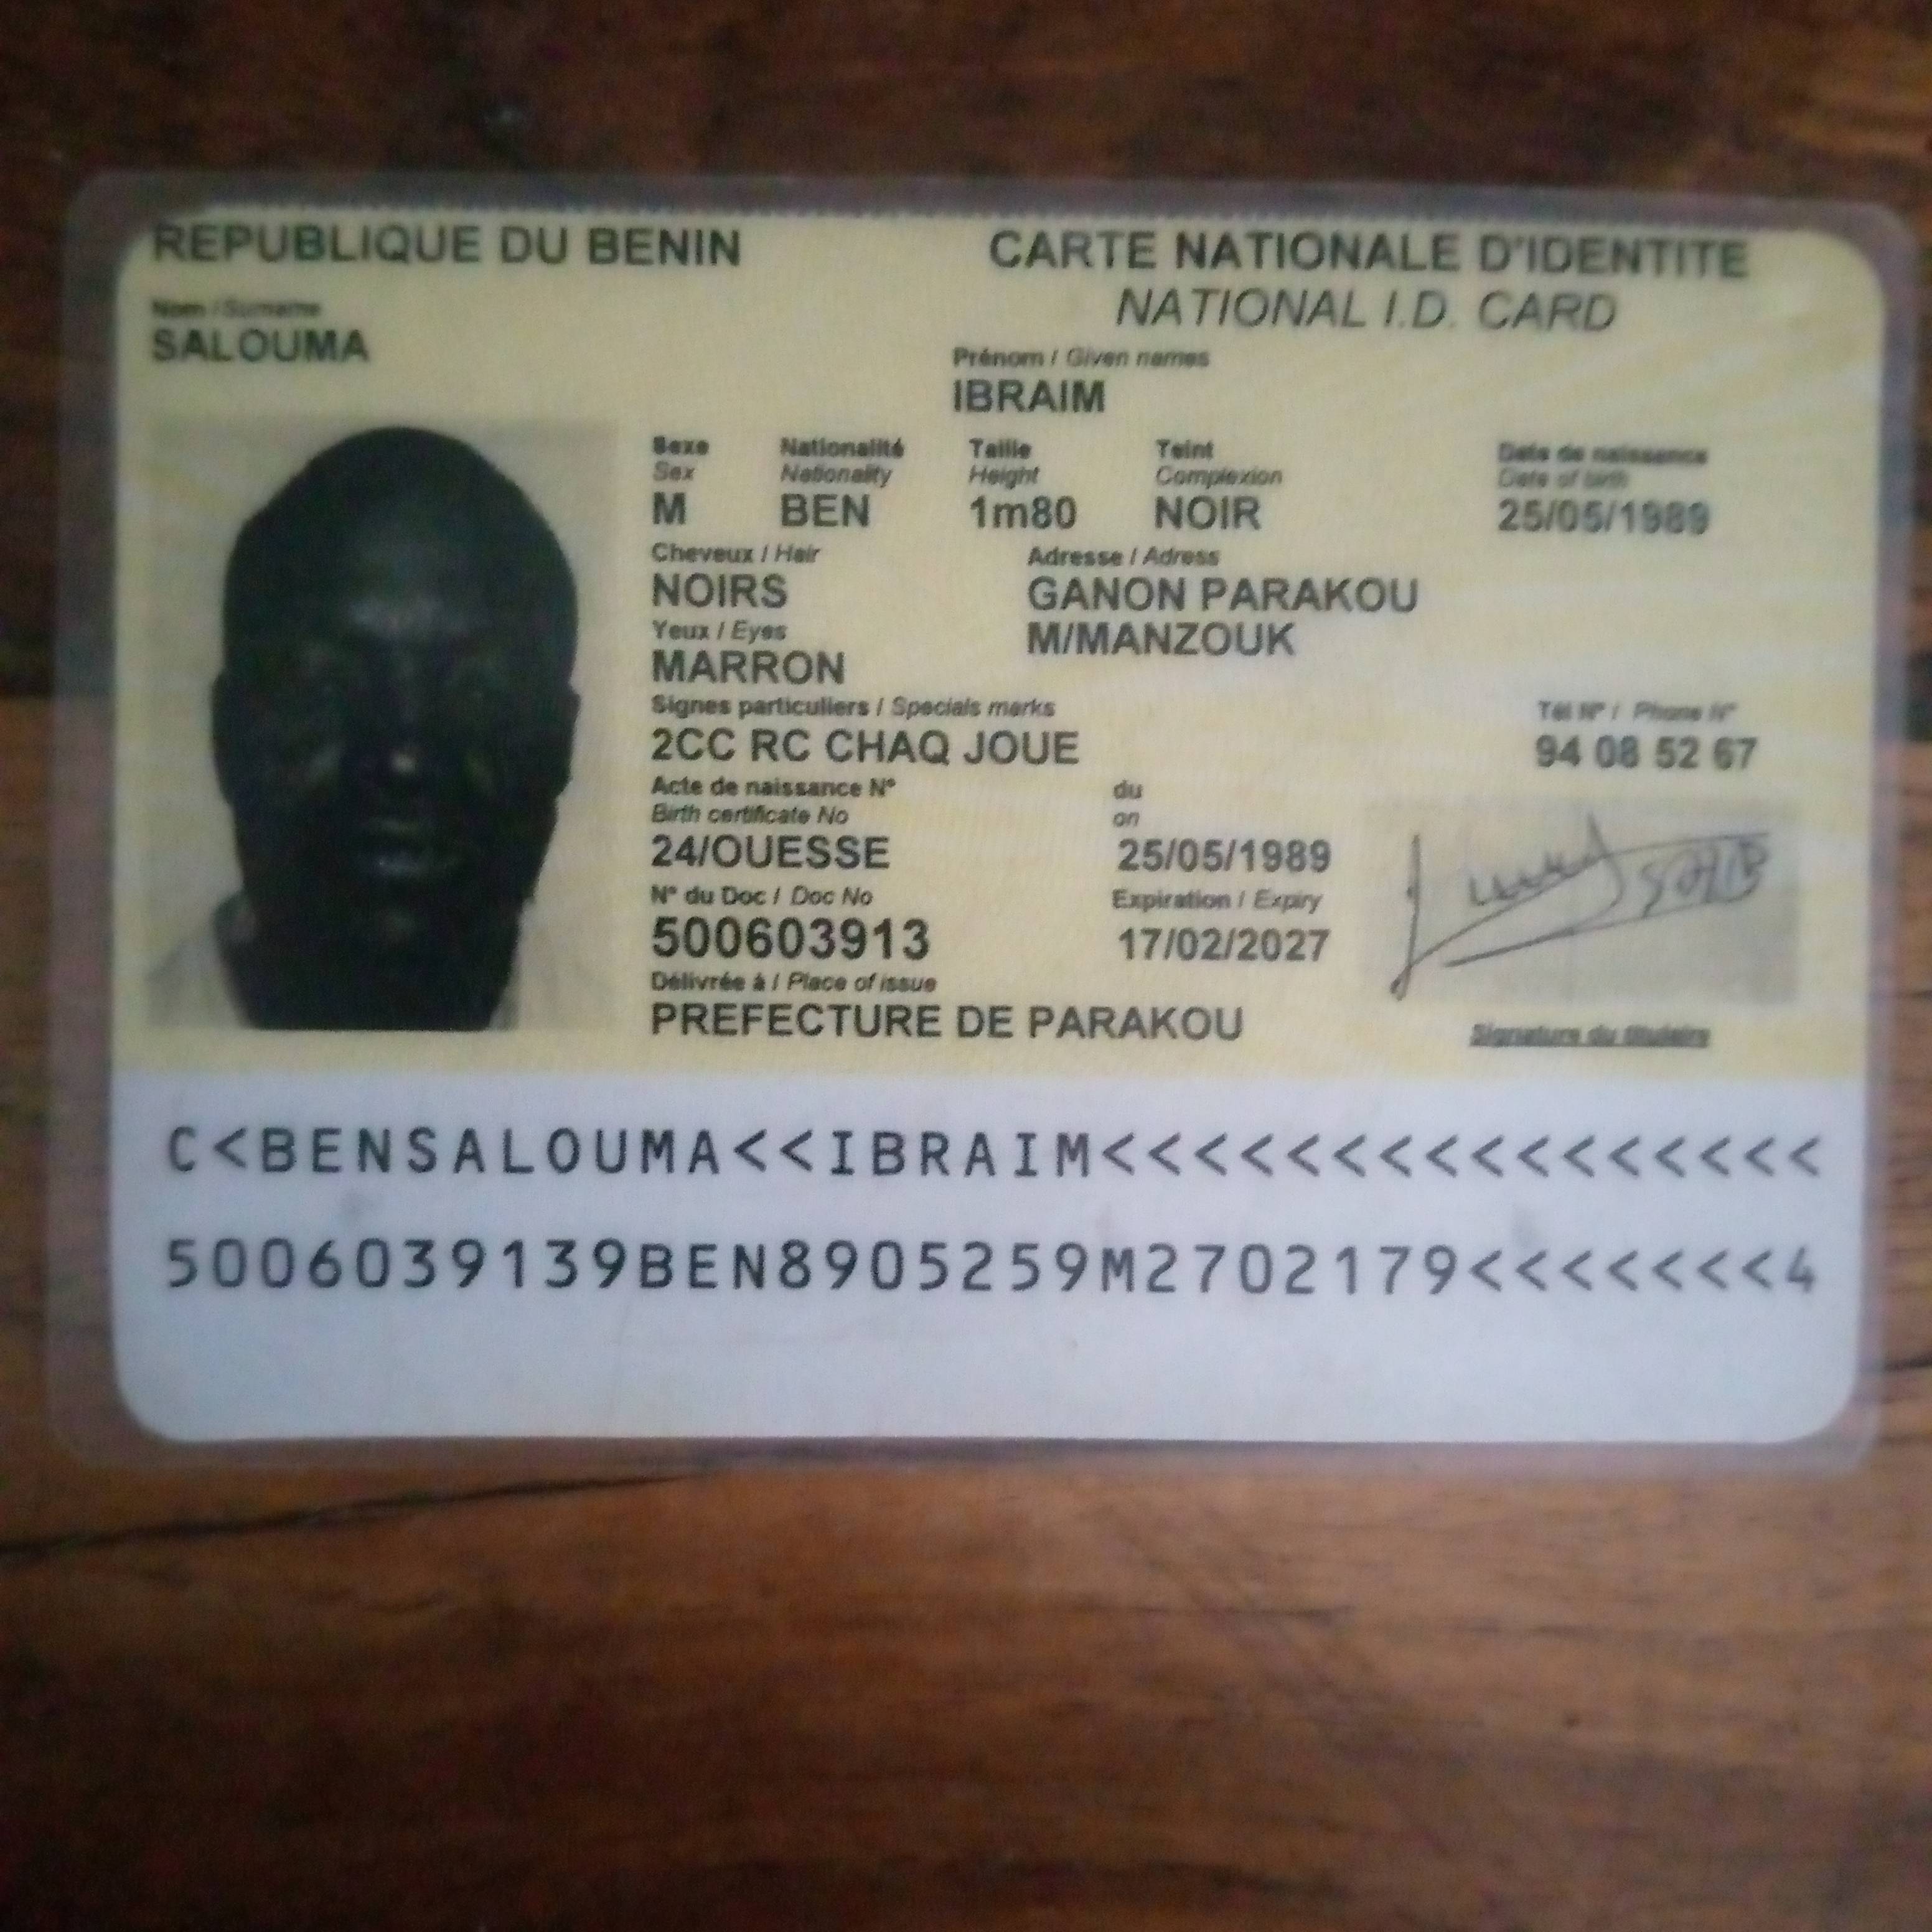 REPUBLIQUE DU BENIN
CARTE NATIONALE D'IDENTITE
NATIONAL I.D. CARD
Nom / Surname
SALOUMA
Prénom / Given names
IBRAIM
Sexe Nationalité Taille Teint Date de naissance
Sex Nationality Height Complexion Date of birth
M BEN 1m80 NOIR 25/05/1989
Cheveux / Hair Adresse / Adress
NOIRS GANON PARAKOU
Yeux / Eyes M/MANZOUK
MARRON
Signes particuliers / Specials marks Tél N° / Phone N°
2CC RC CHAQ JOUE 94 08 52 67
Acte de naissance N° du
Birth certificate No on
24/OUESSE 25/05/1989
N° du Doc / Doc No Expiration / Expiry
500603913 17/02/2027
Délivrée à / Place of issue
PREFECTURE DE PARAKOU
Signature du titulaire
C<BENSALOUMA<<IBRAIM<<<<<<<<<<<<<<<<
5006039139BEN8905259M2702179<<<<<<<4